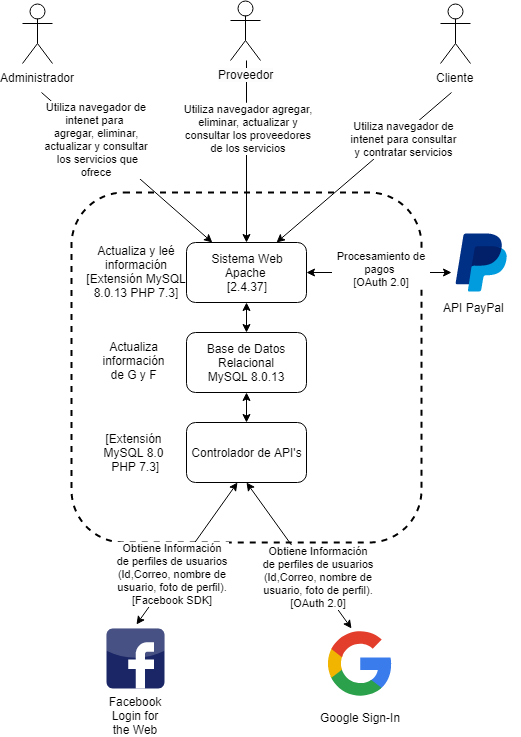 Administrador
Proveedor
Cliente
Utiliza navegador de
intenet para
agregar, eliminar,
actualizar y consultar
los servicios que
ofrece
Utiliza navegador agregar,
eliminar, actualizar y
consultar los proveedores
de los servicios
Utiliza navegador de
intenet para consultar
y contratar servicios
Actualiza y leé
información
[Extensión MySQL
8.0.13 PHP 7.3]
Sistema Web
Apache
[2.4.37]
Procesamiento de
pagos
[OAuth 2.0]
API PayPal
Actualiza
información
de G y F
Base de Datos
Relacional
MySQL 8.0.13
[Extensión
MySQL 8.0
PHP 7.3]
Controlador de API's
Obtiene Información
de perfiles de usuarios
(Id,Correo, nombre de
usuario, foto de perfil).
[Facebook SDK]
Obtiene Información
de perfiles de usuarios
(Id,Correo, nombre de
usuario, foto de perfil).
[OAuth 2.0]
Facebook
Login for
the Web
Google Sign-In